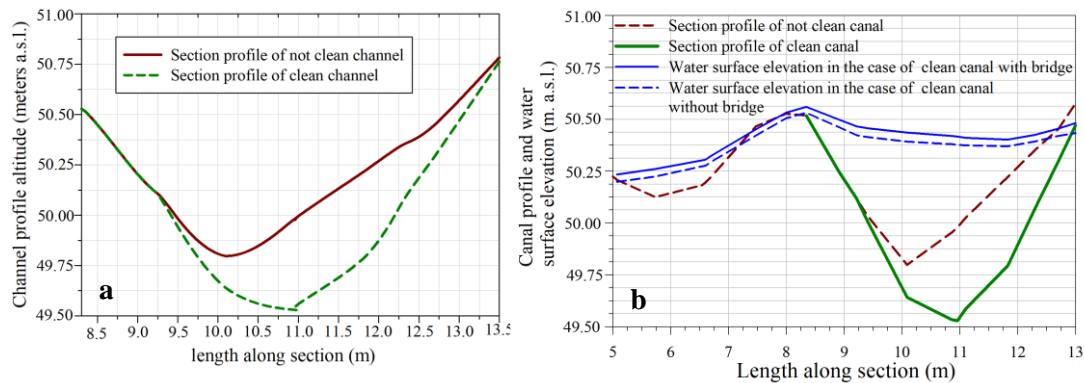 51.00
50.75
50.50
50.25
50.00
49.75
49.50
Channel profile altitude (meters a.s.l.)
Section profile of not clean channel
Section profile of clean channel
a
8.5 9.0 9.5 10.0 10.5 11.0 11.5 12.0 12.5 13.0 13.5
length along section (m)
51.00
50.75
50.50
50.25
50.00
49.75
49.50
Canal profile and water
surface elevation (m. a.s.l.)
Section profile of not clean canal
Section profile of clean canal
Water surface elevation in the case of clean canal with bridge
Water surface elevation in the case of clean canal
without bridge
b
5 6 7 8 9 10 11 12 13
Length along section (m)